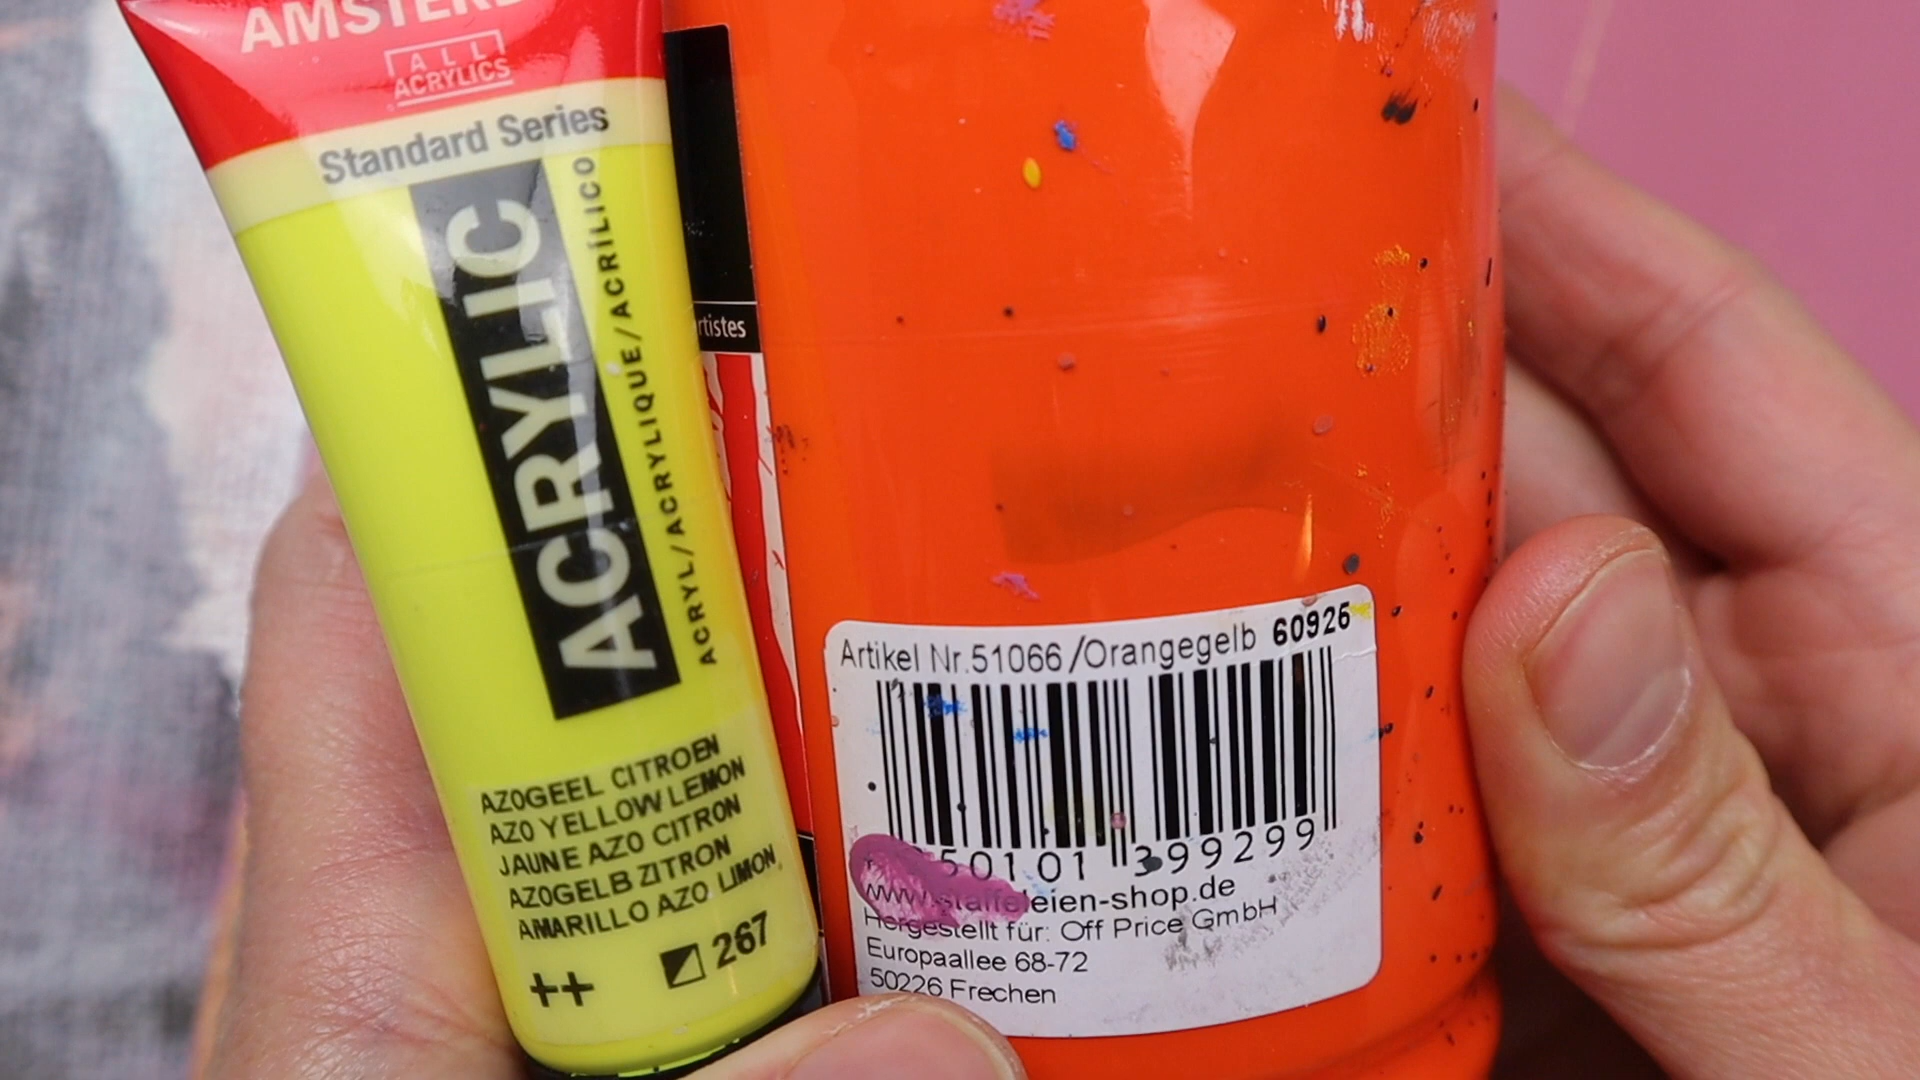 AMSTERD
ALL
ACRYLICS
Standard Series
ACRYLIC
ACRYL/ACRYLIQUE/ACRÍLICO
AZOGEEL CITROEN
AZO YELLOW LEMON
JAUNE AZO CITRON
AZOGELB ZITRON
AMARILLO AZO LIMON
++ 267
rtistes
Artikel Nr.51066/Orangegelb 60926
50101 399299
www.staffeleien-shop.de
Hergestellt für: Off Price GmbH
Europaallee 68-72
50226 Frechen